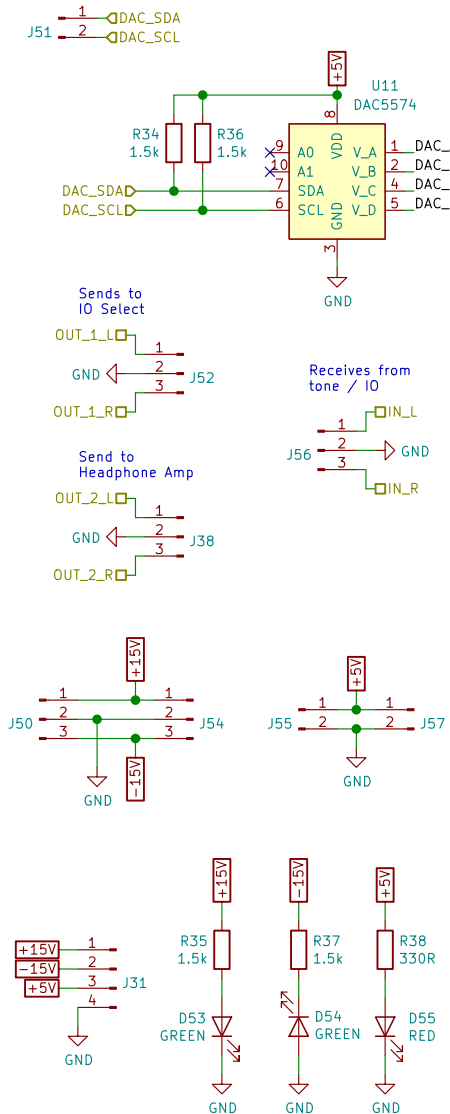 J51
1
DAC_SDA
2
DAC_SCL
+5V
U11
DAC5574
8
VDD
R34
1.5k
R36
1.5k
9
A0
V_A
1
DAC_
10
A1
V_B
2
DAC_
DAC_SDA
7
SDA
V_C
4
DAC_
DAC_SCL
6
SCL
V_D
5
DAC_
GND
3
GND
Sends to
IO Select
OUT_1_L
1
GND
2
J52
OUT_1_R
3
Receives from
tone / IO
IN_L
1
J56
2
GND
3
IN_R
Send to
Headphone Amp
OUT_2_L
1
GND
2
J38
OUT_2_R
3
+15V
1
1
J50
2
2
J54
3
3
-15V
GND
+5V
1
1
J55
2
2
J57
GND
+15V
1
-15V
2
+5V
3
J31
4
GND
+15V
R35
1.5k
D53
GREEN
GND
-15V
R37
1.5k
D54
GREEN
GND
+5V
R38
330R
D55
RED
GND